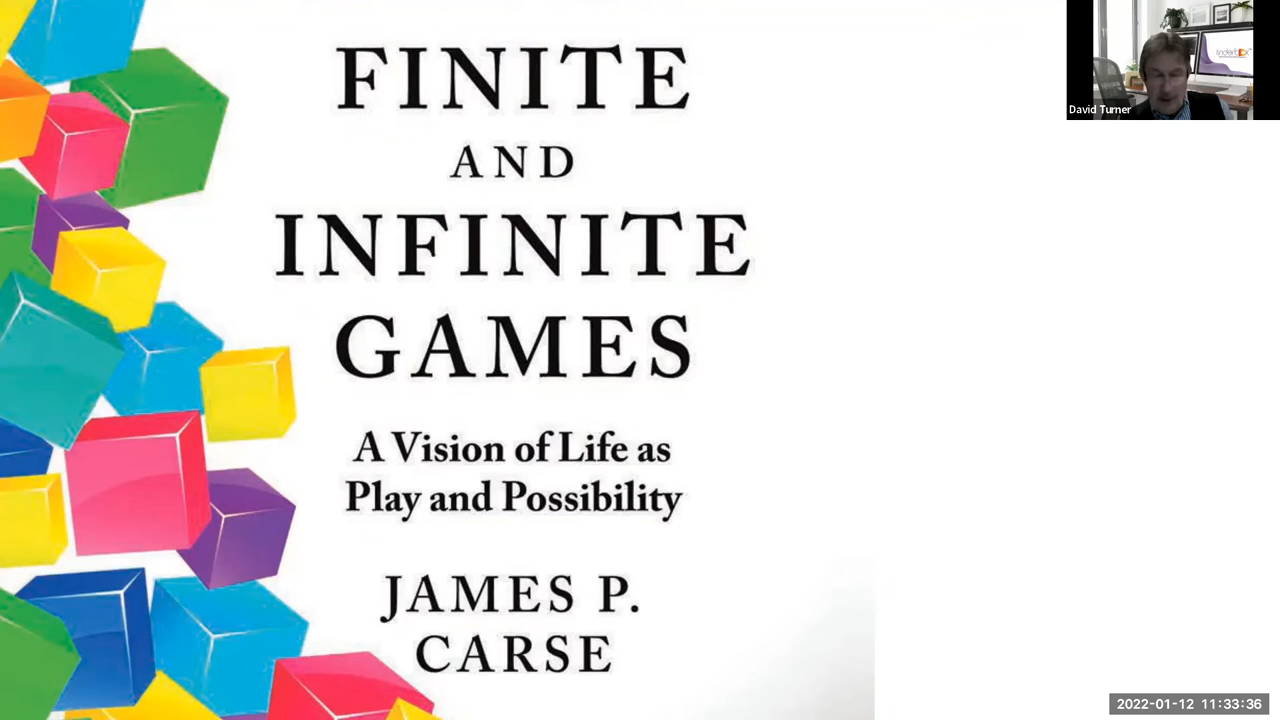 FINITE
AND
INFINITE
GAMES
A Vision of Life as
Play and Possibility
JAMES P.
CARSE
David Turner
2022-01-12 11:33:36